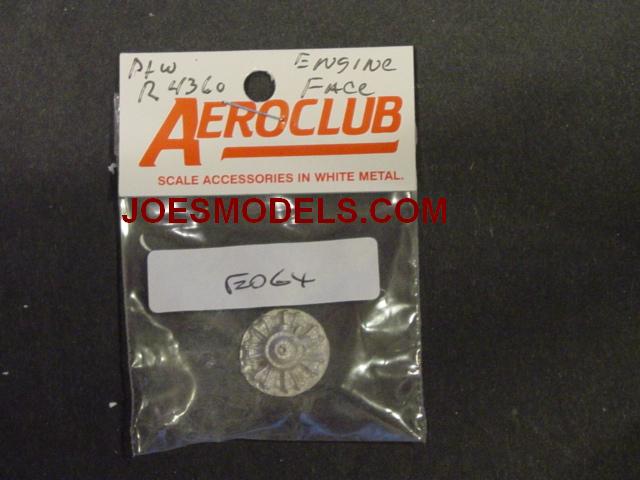 P+W ENGINE
R 4360 FACE
AEROCLUB
SCALE ACCESSORIES IN WHITE METAL.
JOESMODELS.COM
E064